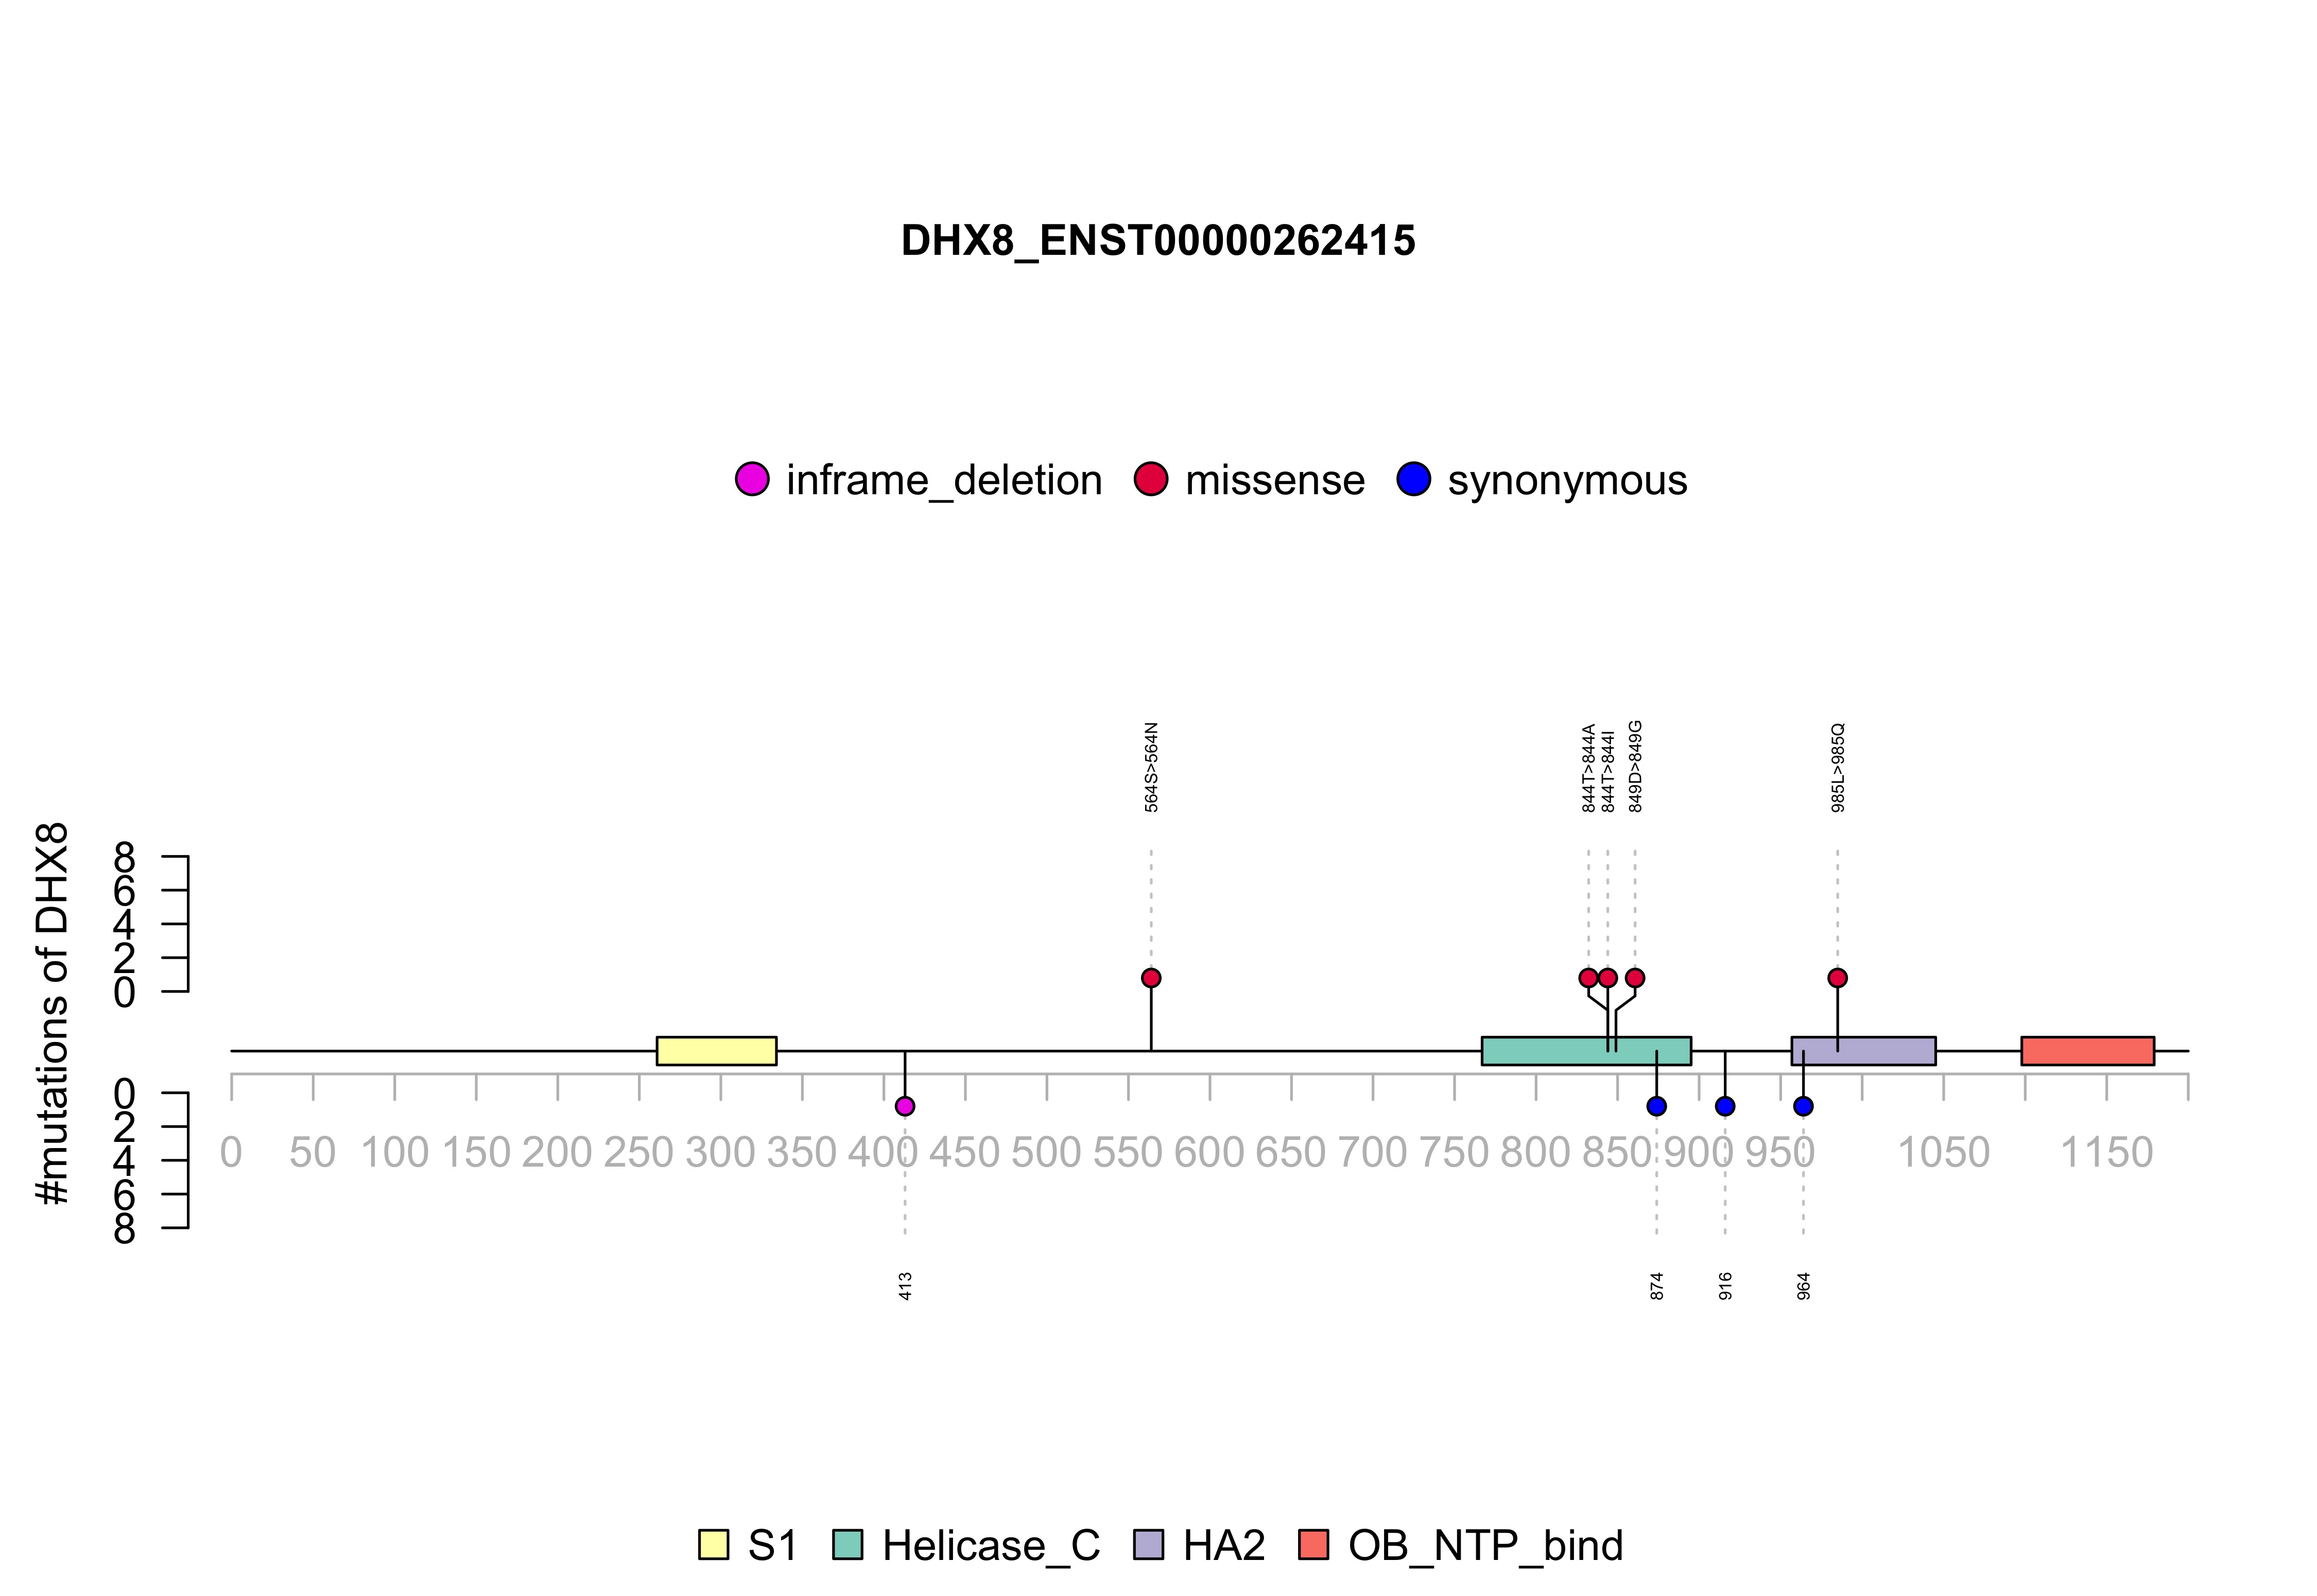 DHX8_ENST00000262415
inframe_deletion missense synonymous
564S>564N
844T>844A
844T>844I
849D>849G
985L>985Q
#mutations of DHX8
8
6
4
2
0
0
2
4
6
8
0 50 100 150 200 250 300 350 400 450 500 550 600 650 700 750 800 850 900 950 1050 1150
413
874
916
964
S1 Helicase_C HA2 OB_NTP_bind